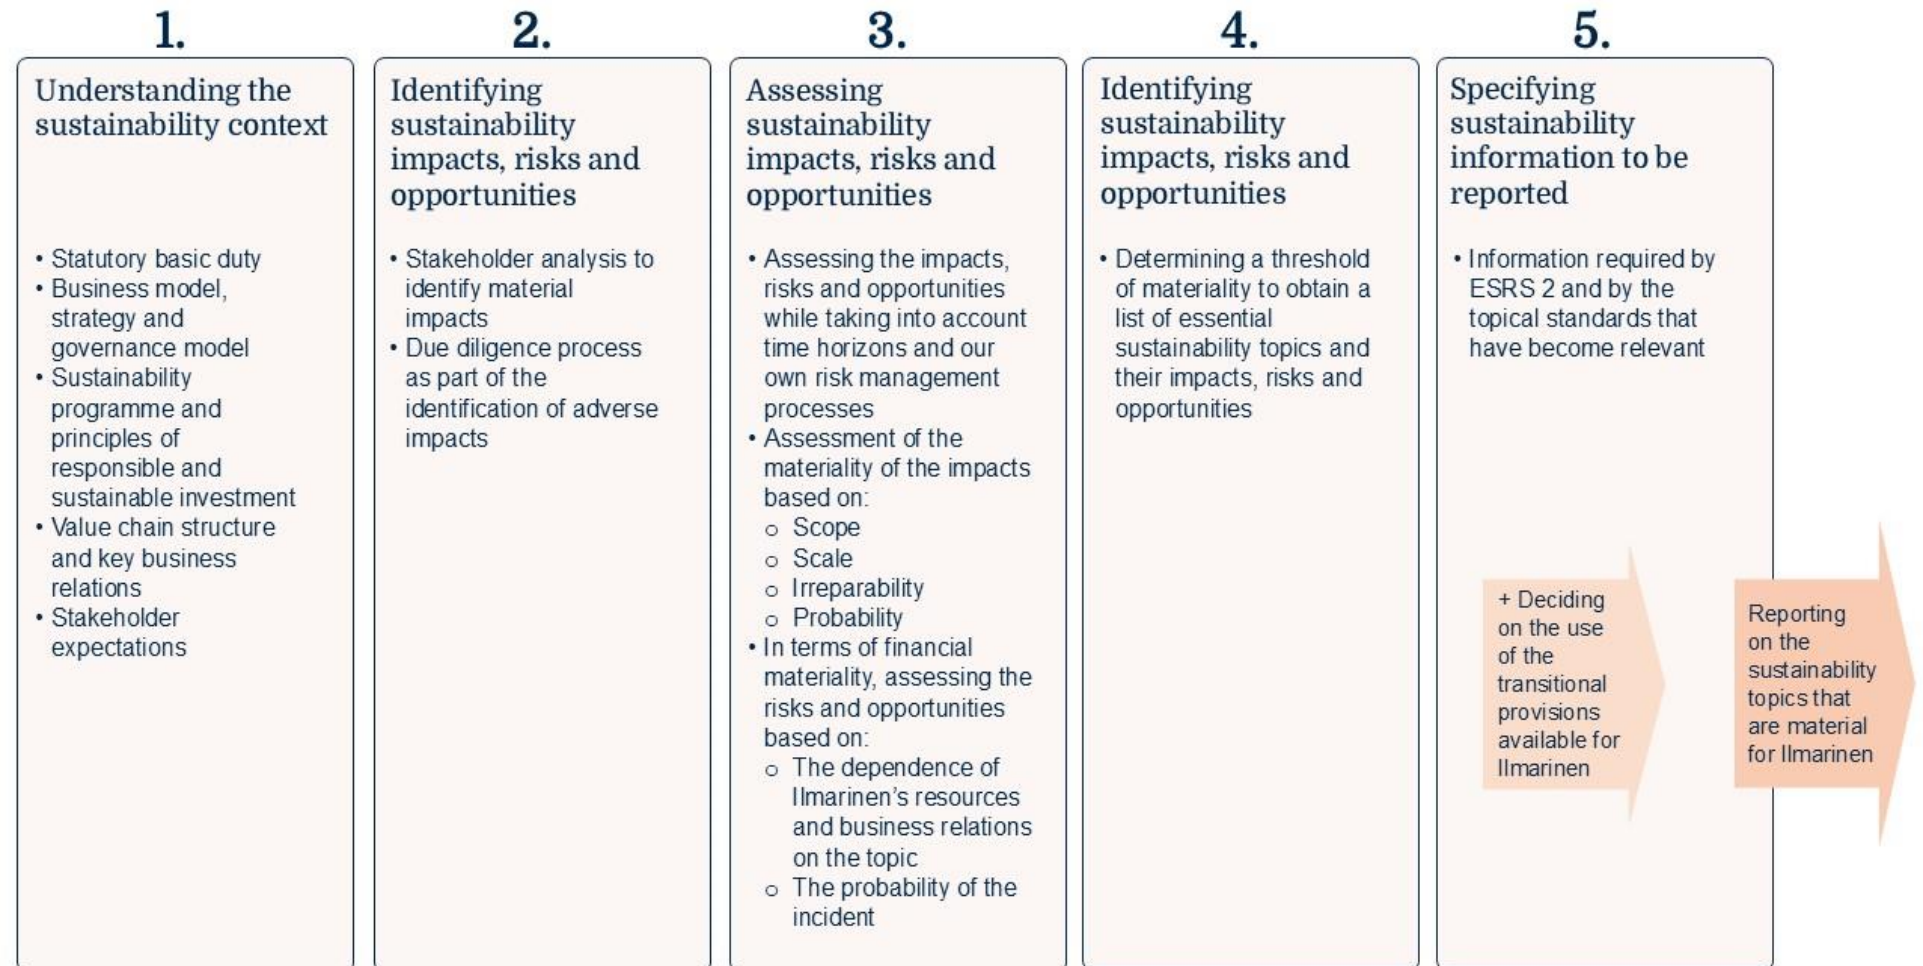 1.
Understanding the
sustainability context
• Statutory basic duty
• Business model,
strategy and
governance model
• Sustainability
programme and
principles of
responsible and
sustainable investment
• Value chain structure
and key business
relations
• Stakeholder
expectations
2.
Identifying
sustainability
impacts, risks and
opportunities
• Stakeholder analysis to
identify material
impacts
• Due diligence process
as part of the
identification of adverse
impacts
3.
Assessing
sustainability
impacts, risks and
opportunities
• Assessing the impacts,
risks and opportunities
while taking into account
time horizons and our
own risk management
processes
• Assessment of the
materiality of the impacts
based on:
o Scope
o Scale
o Irreparability
o Probability
• In terms of financial
materiality, assessing the
risks and opportunities
based on:
o The dependence of
Ilmarinen’s resources
and business relations
on the topic
o The probability of the
incident
4.
Identifying
sustainability
impacts, risks and
opportunities
• Determining a threshold
of materiality to obtain a
list of essential
sustainability topics and
their impacts, risks and
opportunities
5.
Specifying
sustainability
information to be
reported
• Information required by
ESRS 2 and by the
topical standards that
have become relevant
+ Deciding
on the use
of the
transitional
provisions
available for
Ilmarinen
Reporting
on the
sustainability
topics that
are material
for Ilmarinen